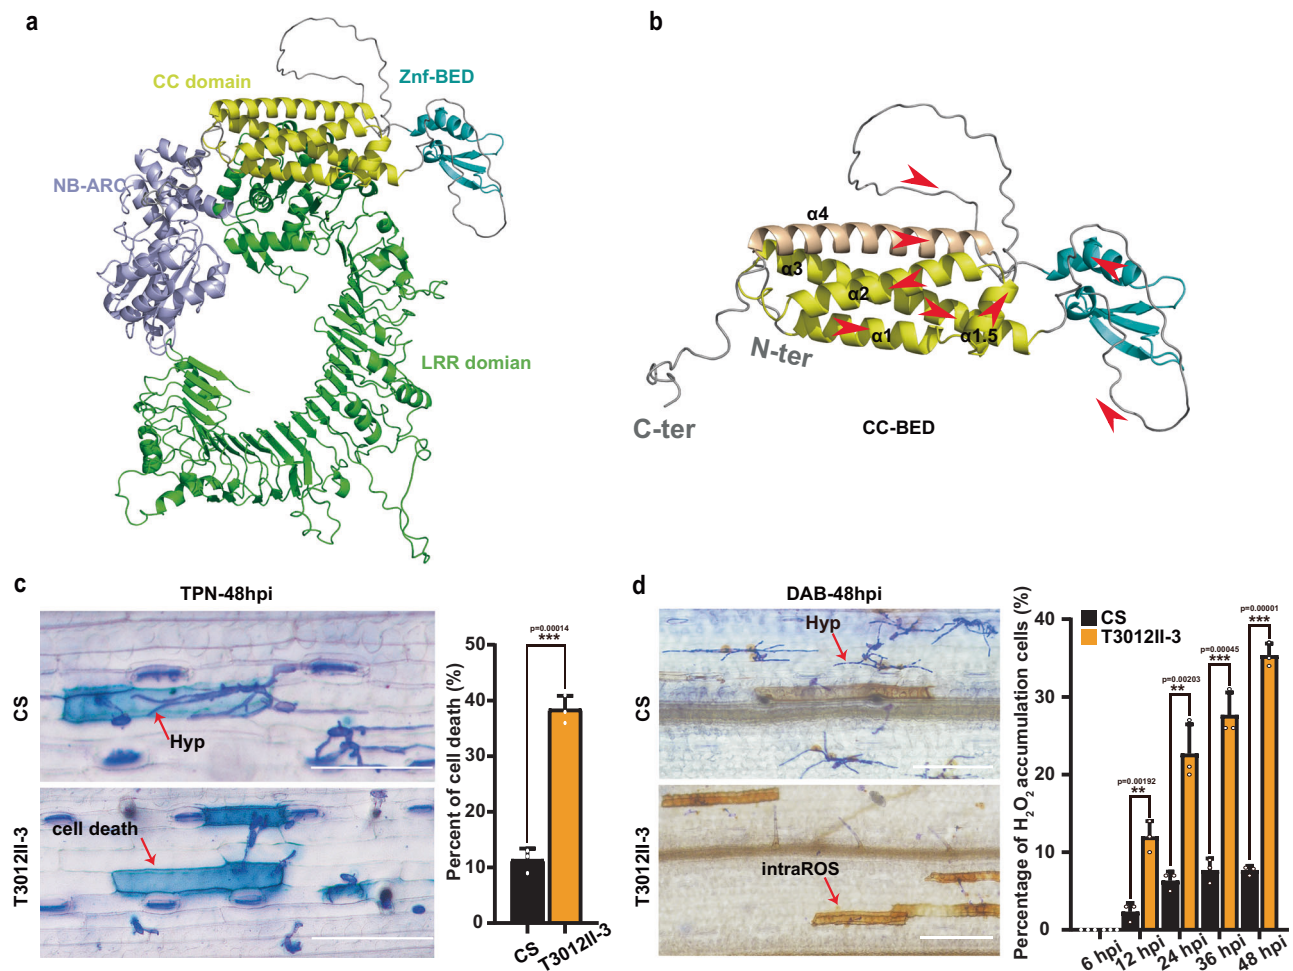 a
CC domain
Znf-BED
NB-ARC
LRR domian
b
α4
α3
α2
α1
α1.5
N-ter
C-ter
CC-BED
c
TPN-48hpi
CS
Hyp
T3012II-3
cell death
Percent of cell death (%)
50
40
30
20
10
0
p=0.00014
***
CS
T3012II-3
d
DAB-48hpi
CS
Hyp
T3012II-3
intraROS
Percentage of H₂O₂ accumulation cells (%)
40
30
20
10
0
CS
T3012II-3
p=0.00192
**
p=0.00203
**
p=0.00045
***
p=0.00001
***
6 hpi
12 hpi
24 hpi
36 hpi
48 hpi